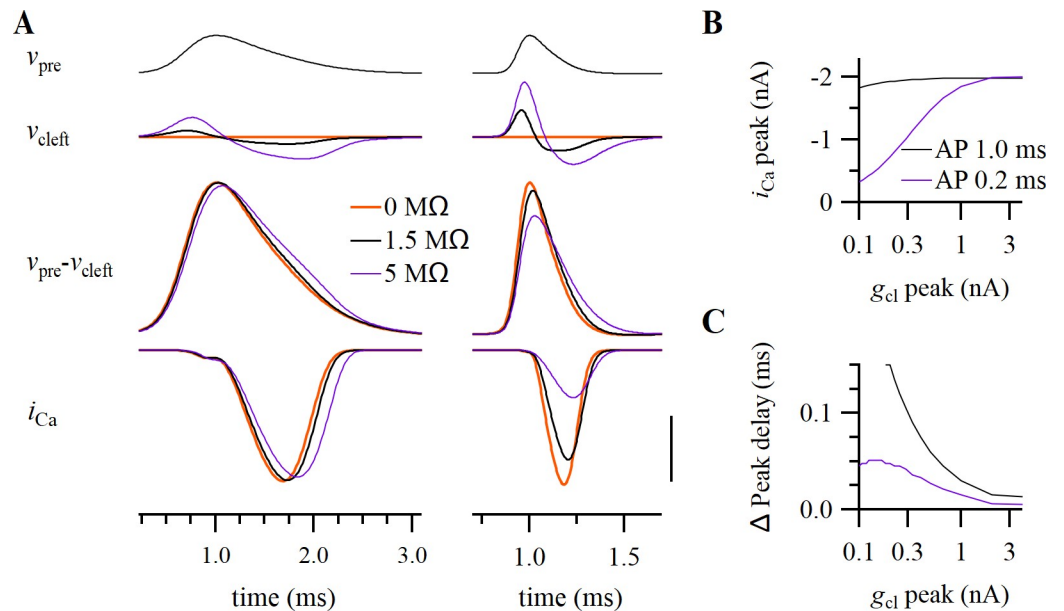 A
v_pre
v_cleft
v_pre-v_cleft
i_Ca
0 MΩ
1.5 MΩ
5 MΩ
1.0 2.0 3.0
time (ms)
1.0 1.5
time (ms)
B
i_Ca peak (nA)
-2
-1
0
AP 1.0 ms
AP 0.2 ms
0.1 0.3 1 3
g_cl peak (nA)
C
Δ Peak delay (ms)
0.1
0.0
0.1 0.3 1 3
g_cl peak (nA)